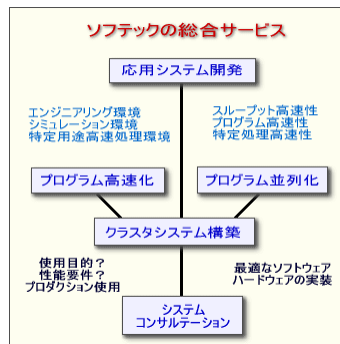 ソフテックの総合サービス
応用システム開発
エンジニアリング環境
シミュレーション環境
特定用途高速処理環境
スループット高速性
プログラム高速性
特定処理高速性
プログラム高速化
プログラム並列化
クラスタシステム構築
使用目的？
性能要件？
プロダクション使用
最適なソフトウェア
ハードウェアの実装
システム
コンサルテーション